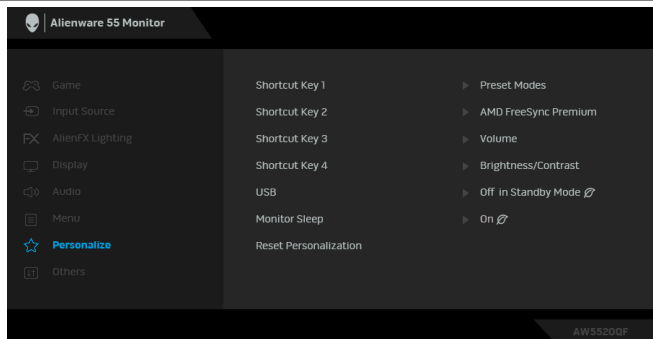 Alienware 55 Monitor
Game
Input Source
AlienFX Lighting
Display
Audio
Menu
Personalize
Others
Shortcut Key 1 Preset Modes
Shortcut Key 2 AMD FreeSync Premium
Shortcut Key 3 Volume
Shortcut Key 4 Brightness/Contrast
USB Off in Standby Mode
Monitor Sleep On
Reset Personalization
AW5520QF